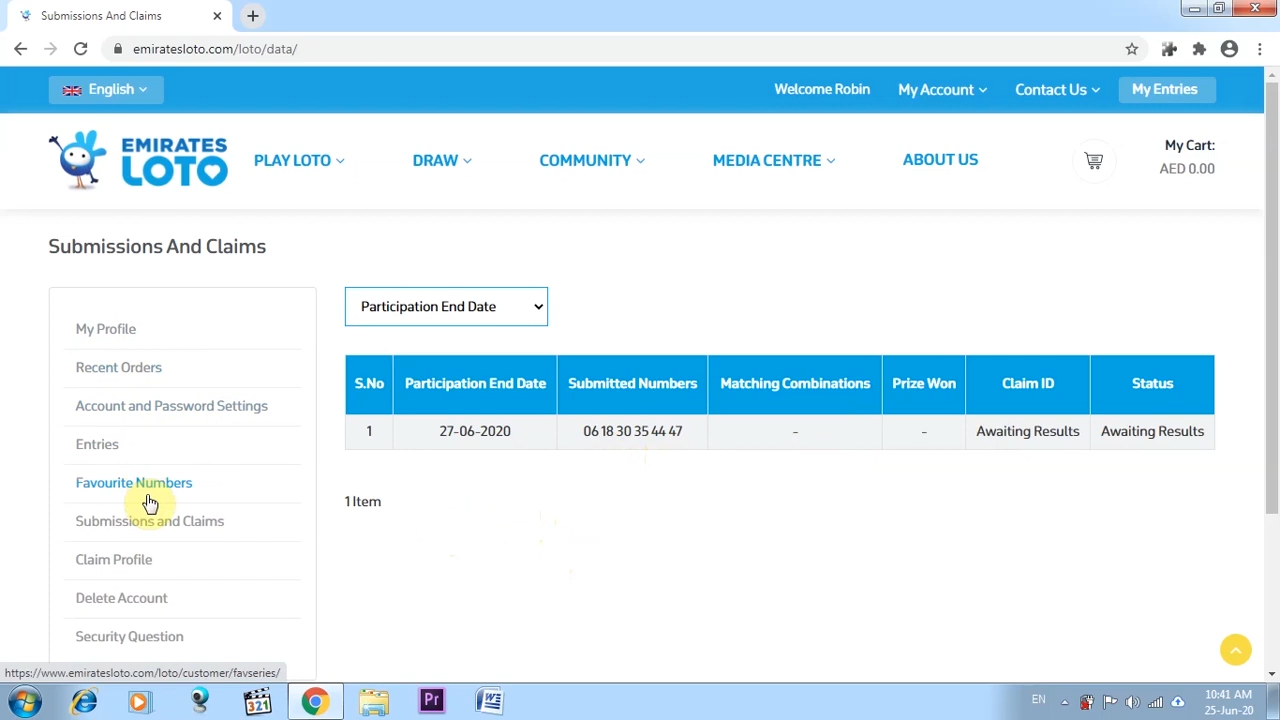 Submissions And Claims
emiratesloto.com/loto/data/
English
Welcome Robin
My Account
Contact Us
My Entries
EMIRATES
LOTO
PLAY LOTO
DRAW
COMMUNITY
MEDIA CENTRE
ABOUT US
My Cart:
AED 0.00
Submissions And Claims
My Profile
Recent Orders
Account and Password Settings
Entries
Favourite Numbers
Submissions and Claims
Claim Profile
Delete Account
Security Question
Participation End Date
S.No Participation End Date Submitted Numbers Matching Combinations Prize Won Claim ID Status
1 27-06-2020 06 18 30 35 44 47 - - Awaiting Results Awaiting Results
1 Item
https://www.emiratesloto.com/loto/customer/favseries/
321
Pr
W
EN
10:41 AM
25-Jun-20